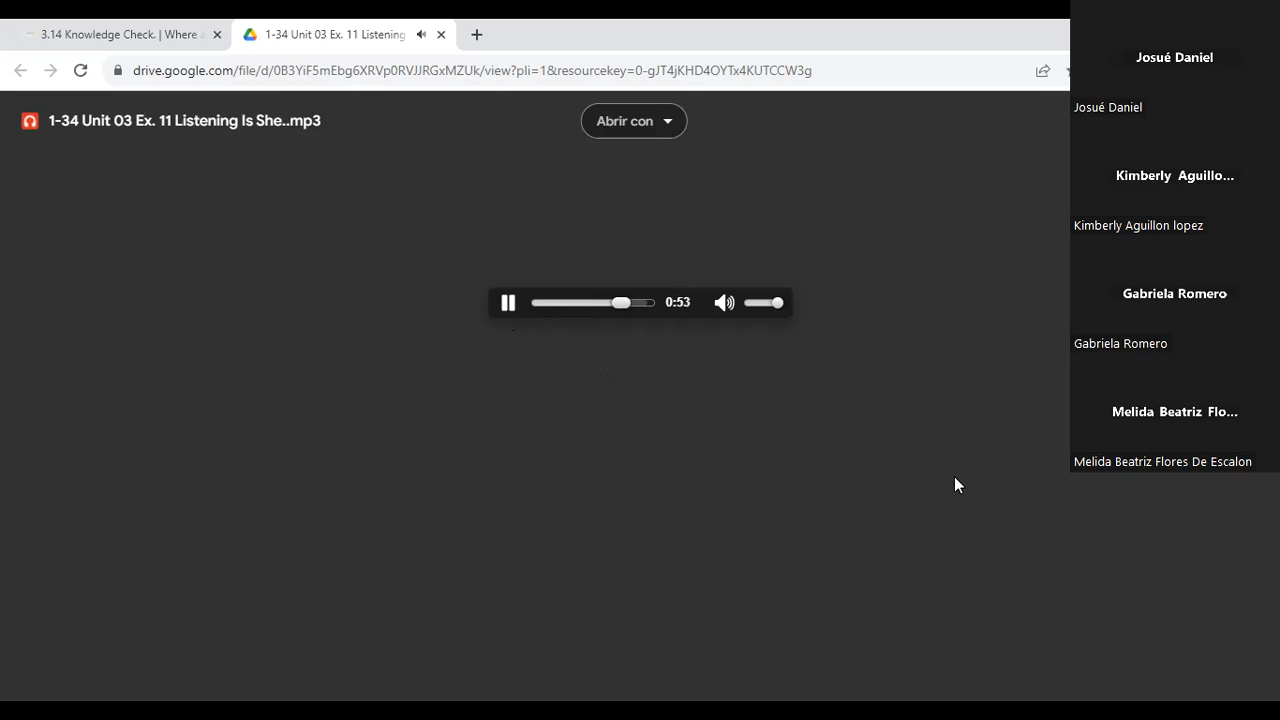 3.14 Knowledge Check. | Where
1-34 Unit 03 Ex. 11 Listening
drive.google.com/file/d/0B3YiF5mEbg6XRVp0RVJJRGxMZUk/view?pli=1&resourcekey=0-gJT4jKHD4OYTx4KUTCCW3g
1-34 Unit 03 Ex. 11 Listening Is She..mp3
Abrir con
0:53
Josué Daniel
Josué Daniel
Kimberly Aguillo...
Kimberly Aguillon lopez
Gabriela Romero
Gabriela Romero
Melida Beatriz Flo...
Melida Beatriz Flores De Escalon